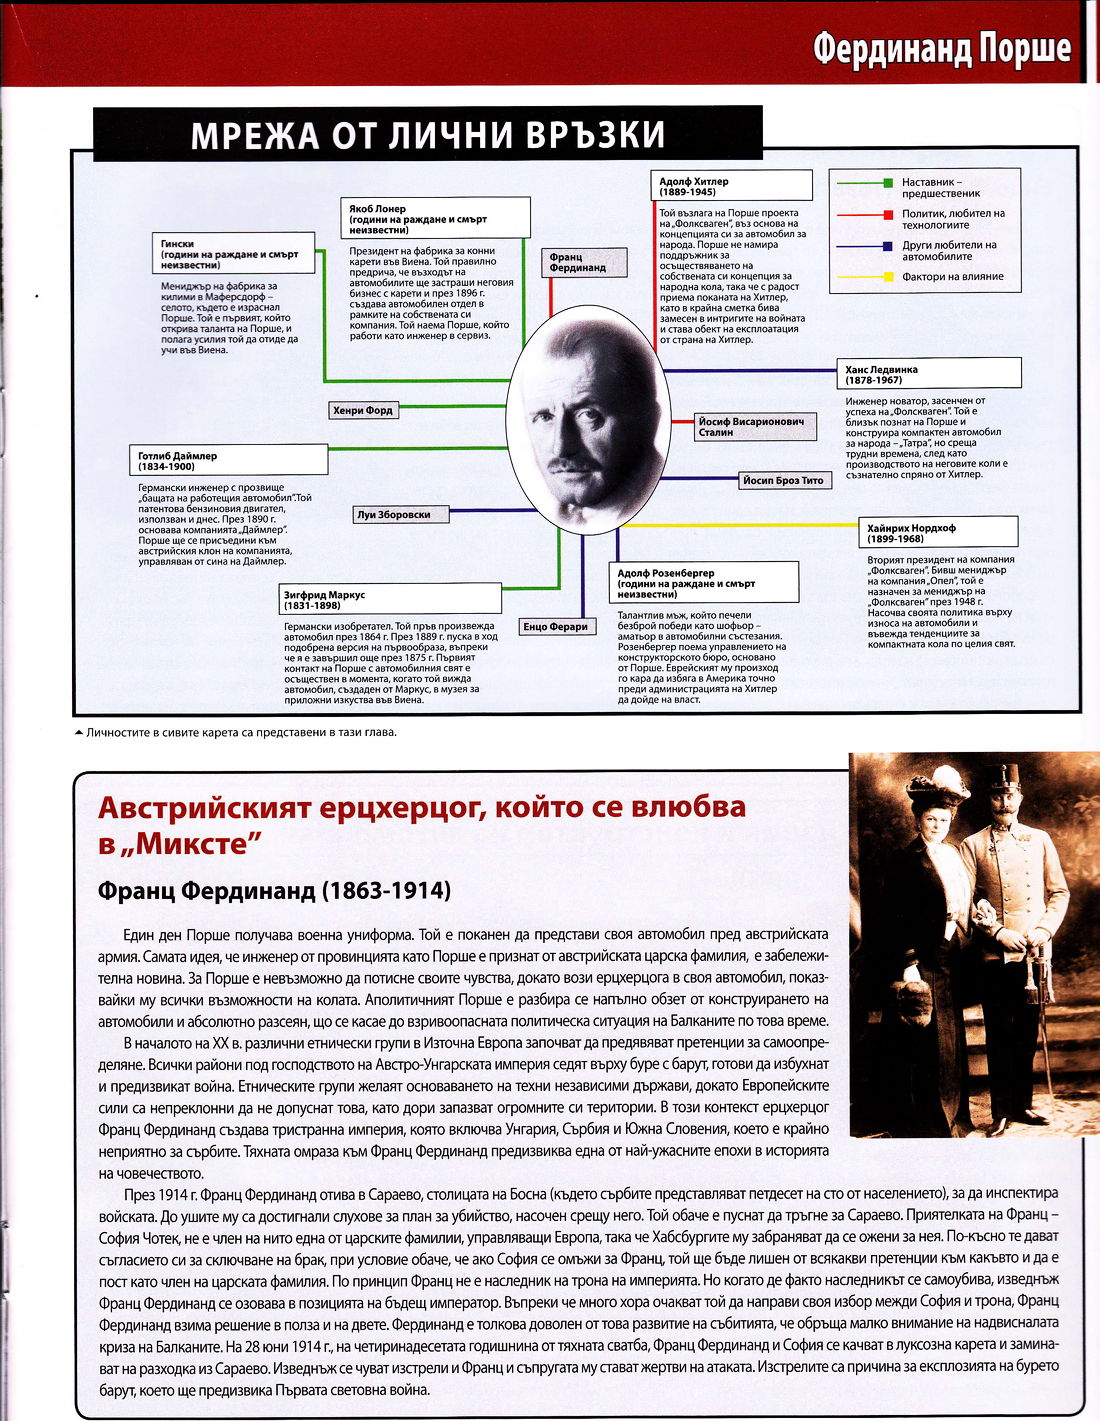 Фердинанд Порше
МРЕЖА ОТ ЛИЧНИ ВРЪЗКИ
Гински
(години на раждане и смърт
неизвестни)
Мениджър на фабрика за
килими в Маферсдорф –
селото, където е израснал
Порше. Той е първият, който
открива таланта на Порше, и
полага усилия той да отиде да
учи във Виена.
Якоб Лонер
(години на раждане и смърт
неизвестни)
Президент на фабрика за конни
карети във Виена. Той правилно
предрича, че възходът на
автомобилите ще застраши неговия
бизнес с карети и през 1896 г.
създава автомобилен отдел в
рамките на собствената си
компания. Той наема Порше, който
работи като инженер в сервиз.
Франц
Фердинанд
Адолф Хитлер
(1889-1945)
Той възлага на Порше проекта
на „Фолксваген“, въз основа на
концепцията си за автомобил за
народа. Порше не намира
поддръжник за
осъществяването на
собствената си концепция за
народна кола, така че с радост
приема поканата на Хитлер,
като в крайна сметка бива
замесен в интригите на войната
и става обект на експлоатация
от страна на Хитлер.
Наставник –
предшественик
Политик, любител на
технологиите
Други любители на
автомобилите
Фактори на влияние
Хенри Форд
Ханс Ледвинка
(1878-1967)
Инженер новатор, засенчен от
успеха на „Фолсkваген“. Той е
близък познат на Порше и
конструира компактен автомобил
за народа – „Татра“, но среща
трудни времена, след като
производството на неговите коли е
съзнателно спряно от Хитлер.
Йосиф Висарионович
Сталин
Готлиб Даймлер
(1834-1900)
Германски инженер с прозвище
„бащата на работещия автомобил“.Той
патентова бензиновия двигател,
използван и днес. През 1890 г.
основава компанията „Даймлер“.
Порше ще се присъедини към
австрийския клон на компанията,
управляван от сина на Даймлер.
Йосип Броз Тито
Луи Зборовски
Хайнрих Нордхоф
(1899-1968)
Вторият президент на компания
„Фолксваген“. Бивш мениджър
на компания „Опел“, той е
назначен за мениджър на
„Фолксваген“ през 1948 г.
Насочва своята политика върху
износа на автомобили и
въвежда тенденциите за
компактната кола по целия свят.
Зигфрид Маркус
(1831-1898)
Германски изобретател. Той пръв произвежда
автомобил през 1864 г. През 1889 г. пуска в ход
подобрена версия на първообраза, въпреки
че я е завършил още през 1875 г. Първият
контакт на Порше с автомобилния свят е
осъществен в момента, когато той вижда
автомобил, създаден от Маркус, в музея за
приложни изкуства във Виена.
Енцо Ферари
Адолф Розенбергер
(години на раждане и смърт
неизвестни)
Талантлив мъж, който печели
безброй победи като шофьор –
аматьор в автомобилни състезания.
Розенбергер поема управлението на
конструкторското бюро, основано
от Порше. Еврейският му произход
го кара да избяга в Америка точно
преди администрацията на Хитлер
да дойде на власт.
Личностите в сивите карета са представени в тази глава.
Австрийският ерцхерцог, който се влюбва
в „Миксте”
Франц Фердинанд (1863-1914)
Един ден Порше получава военна униформа. Той е поканен да представи своя автомобил пред австрийската
армия. Самата идея, че инженер от провинцията като Порше е признат от австрийската царска фамилия, е забележи-
телна новина. За Порше е невъзможно да потисне своите чувства, докато вози ерцхерцога в своя автомобил, показ-
вайки му всички възможности на колата. Аполитичният Порше е разбира се напълно обзет от конструирането на
автомобили и абсолютно разсеян, що се касае до взривоопасната политическа ситуация на Балканите по това време.
В началото на XX в. различни етнически групи в Източна Европа започват да предявяват претенции за самоопре-
деляне. Всички райони под господството на Австро-Унгарската империя седят върху буре с барут, готови да избухнат
и предизвикат война. Етническите групи желаят основаването на техни независими държави, докато Европейските
сили са непреклонни да не допуснат това, като дори запазват огромните си територии. В този контекст ерцхерцог
Франц Фердинанд създава тристранна империя, която включва Унгария, Сърбия и Южна Словения, което е крайно
неприятно за сърбите. Тяхната омраза към Франц Фердинанд предизвиква една от най-ужасните епохи в историята
на човечеството.
През 1914 г. Франц Фердинанд отива в Сараево, столицата на Босна (където сърбите представляват петдесет на сто от населението), за да инспектира
войската. До ушите му са достигнали слухове за план за убийство, насочен срещу него. Той обаче е пуснат да тръгне за Сараево. Приятелката на Франц –
София Чотек, не е член на нито една от царските фамилии, управляващи Европа, така че Хабсбургите му забраняват да се ожени за нея. По-късно те дават
съгласието си за сключване на брак, при условие обаче, че ако София се омъжи за Франц, той ще бъде лишен от всякакви претенции към какъвто и да е
пост като член на царската фамилия. По принцип Франц не е наследник на трона на империята. Но когато де факто наследникът се самоубива, изведнъж
Франц Фердинанд се озовава в позицията на бъдещ император. Въпреки че много хора очакват той да направи своя избор между София и трона, Франц
Фердинанд взима решение в полза и на двете. Фердинанд е толкова доволен от това развитие на събитията, че обръща малко внимание на надвисналата
криза на Балканите. На 28 юни 1914 г., на четиринадесетата годишнина от тяхната сватба, Франц Фердинанд и София се качват в луксозна карета и замина-
ват на разходка из Сараево. Изведнъж се чуват изстрели и Франц и съпругата му стават жертви на атаката. Изстрелите са причина за експлозията на бурето
барут, което ще предизвика Първата световна война.